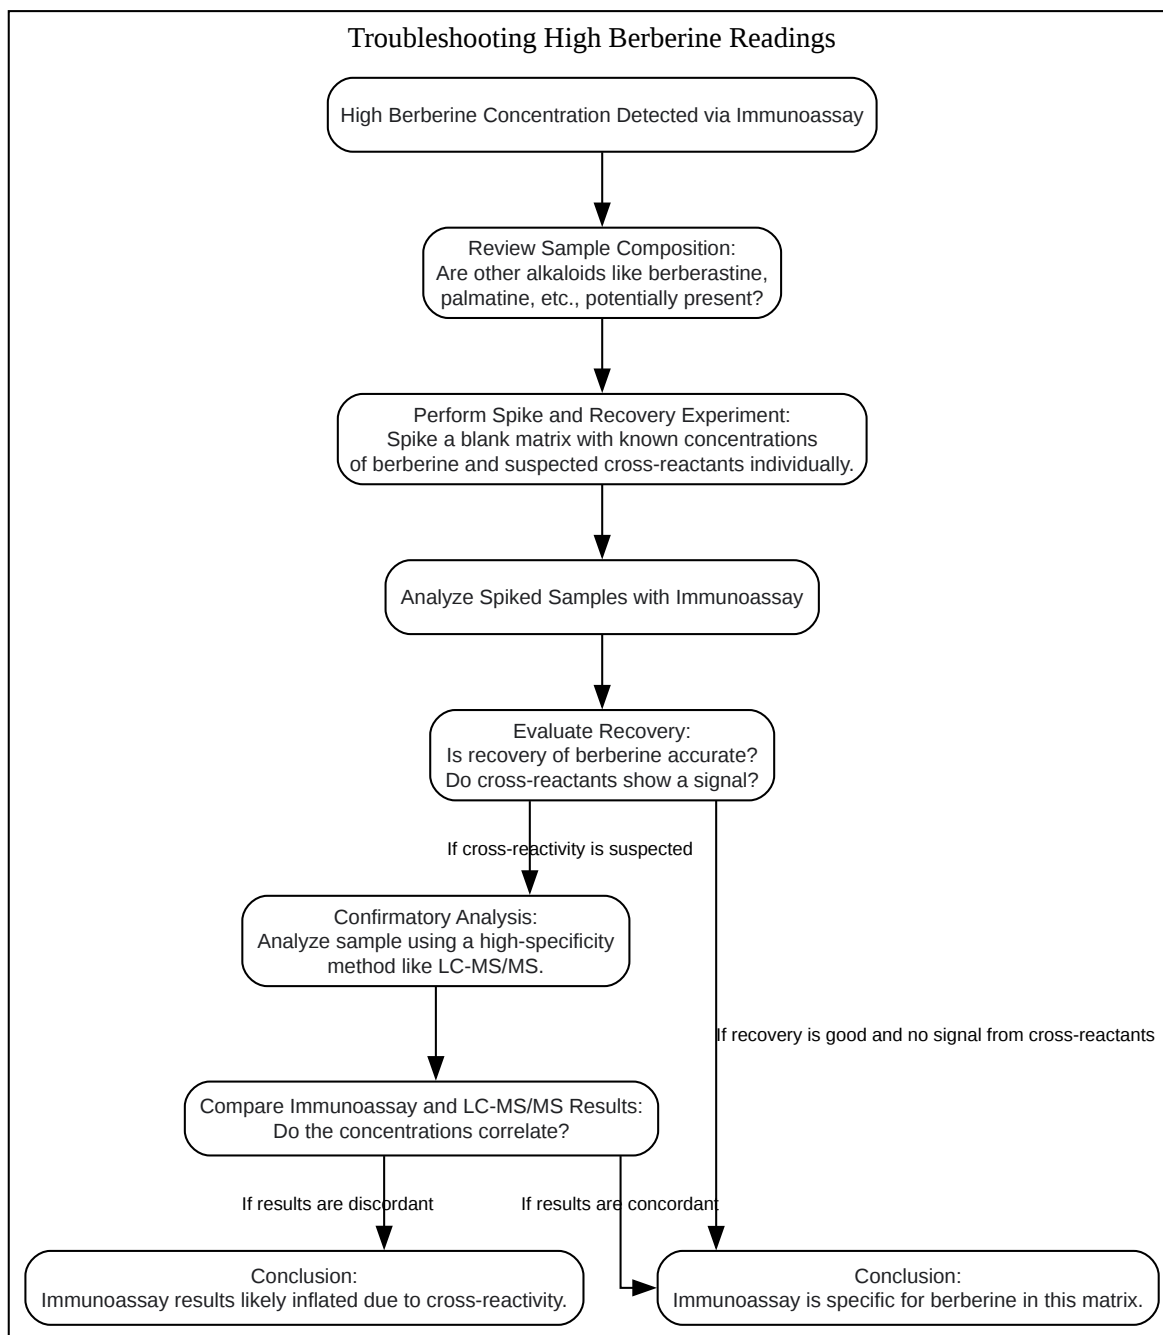 Troubleshooting High Berberine Readings
High Berberine Concentration Detected via Immunoassay
Review Sample Composition:
Are other alkaloids like berberastine,
palmatine, etc., potentially present?
Perform Spike and Recovery Experiment:
Spike a blank matrix with known concentrations
of berberine and suspected cross-reactants individually.
Analyze Spiked Samples with Immunoassay
Evaluate Recovery:
Is recovery of berberine accurate?
Do cross-reactants show a signal?
If cross-reactivity is suspected
Confirmatory Analysis:
Analyze sample using a high-specificity
method like LC-MS/MS.
If recovery is good and no signal from cross-reactants
Compare Immunoassay and LC-MS/MS Results:
Do the concentrations correlate?
If results are discordant
If results are concordant
Conclusion:
Immunoassay results likely inflated due to cross-reactivity.
Conclusion:
Immunoassay is specific for berberine in this matrix.